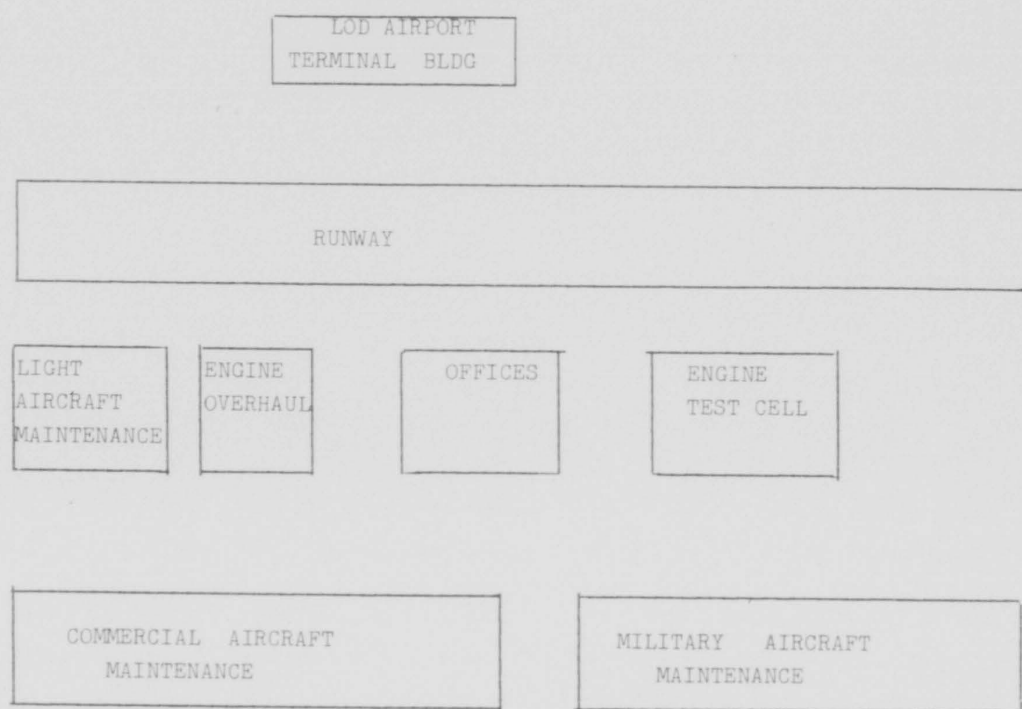 LOD AIRPORT
TERMINAL BLDG
RUNWAY
LIGHT
AIRCRAFT
MAINTENANCE
ENGINE
OVERHAUL
OFFICES
ENGINE
TEST CELL
COMMERCIAL AIRCRAFT
MAINTENANCE
MILITARY AIRCRAFT
MAINTENANCE